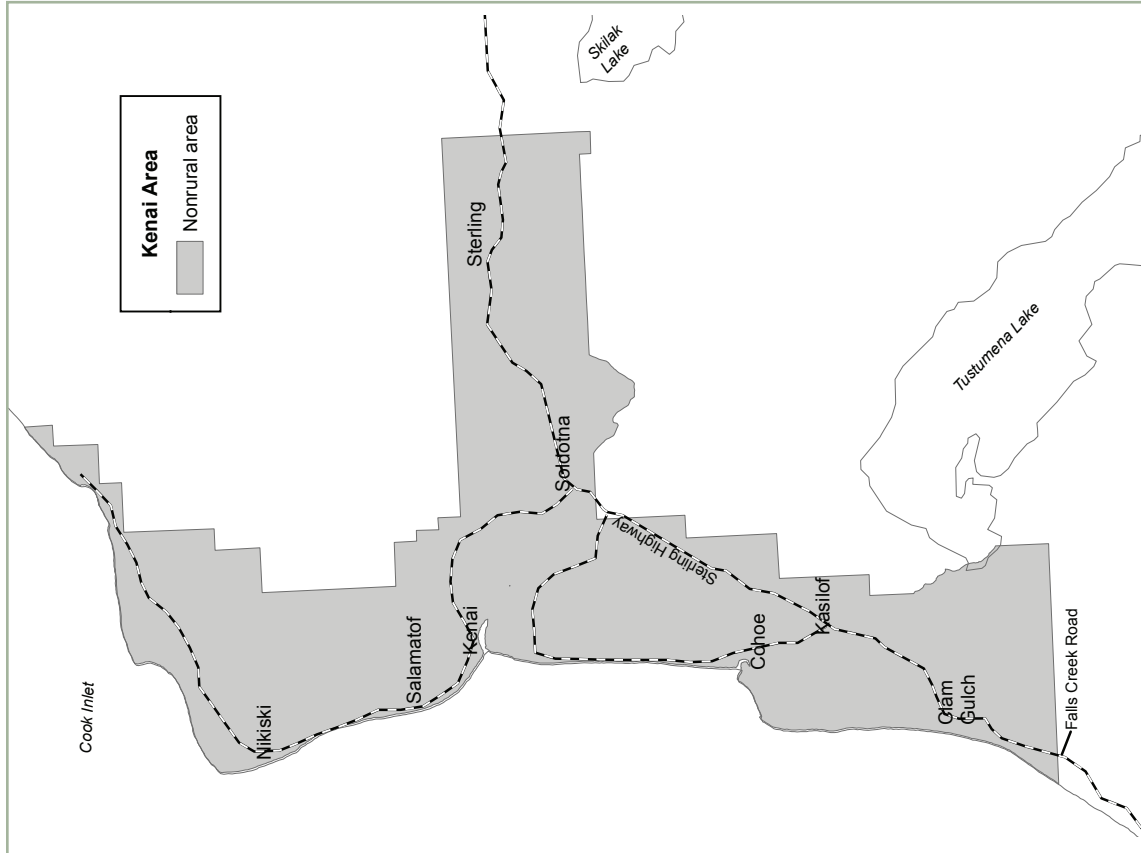 Kenai Area
Nonrural area
Cook Inlet
Skilak
Lake
Sterling
Soldotna
Nikiski
Salamatof
Kenai
Sterling Highway
Cohoe
Kasilof
Tustumena Lake
Clam
Gulch
Falls Creek Road